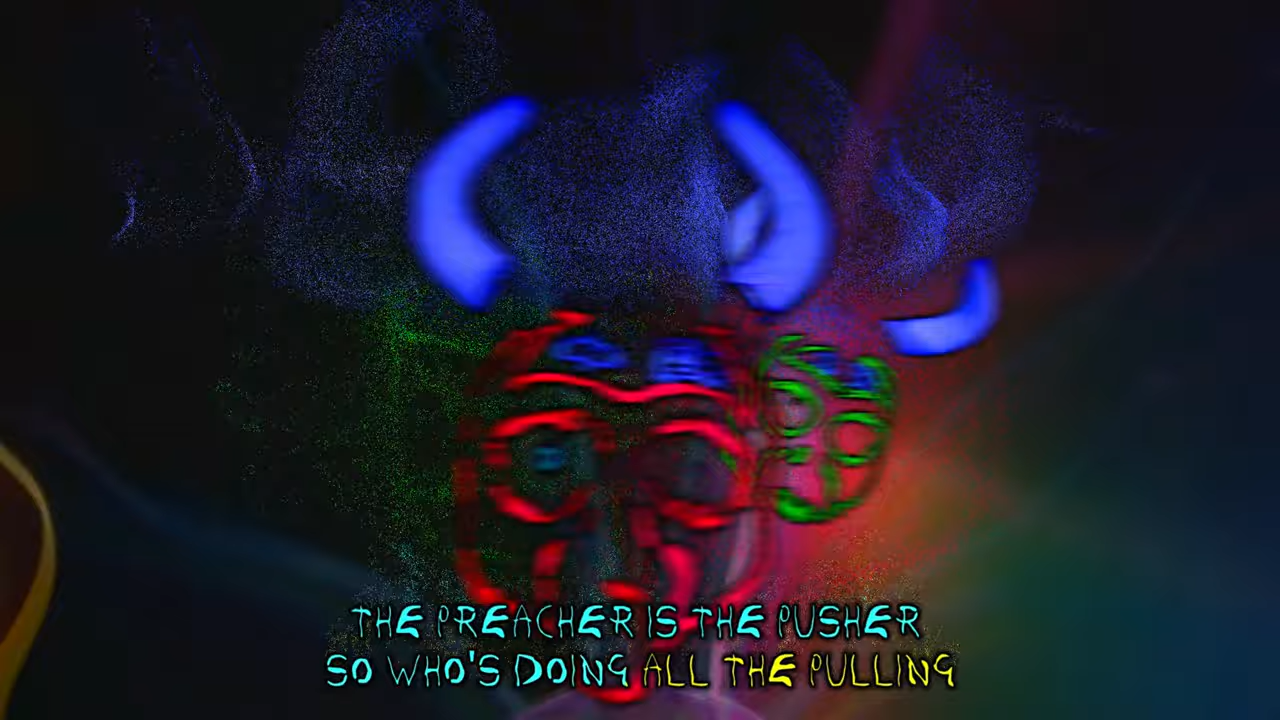 THE PREACHER IS THE PUSHER
SO WHO'S DOING ALL THE PULLING